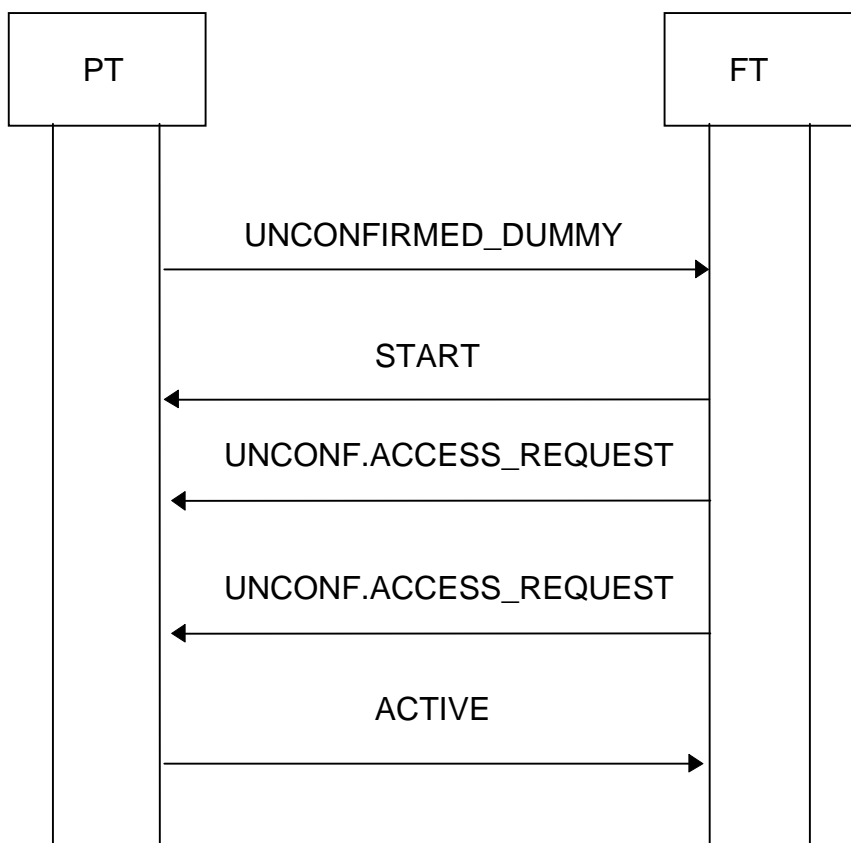 PT
FT
UNCONFIRMED_DUMMY
START
UNCONF.ACCESS_REQUEST
UNCONF.ACCESS_REQUEST
ACTIVE